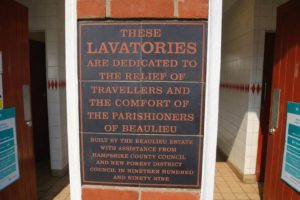 THESE
LAVATORIES
ARE DEDICATED TO
THE RELIEF OF
TRAVELLERS AND
THE COMFORT OF
THE PARISHIONERS
OF BEAULIEU
BUILT BY THE BEAULIEU ESTATE
WITH ASSISTANCE FROM
HAMPSHIRE COUNTY COUNCIL
AND NEW FOREST DISTRICT
COUNCIL IN NINETEEN HUNDRED
AND NINETY NINE